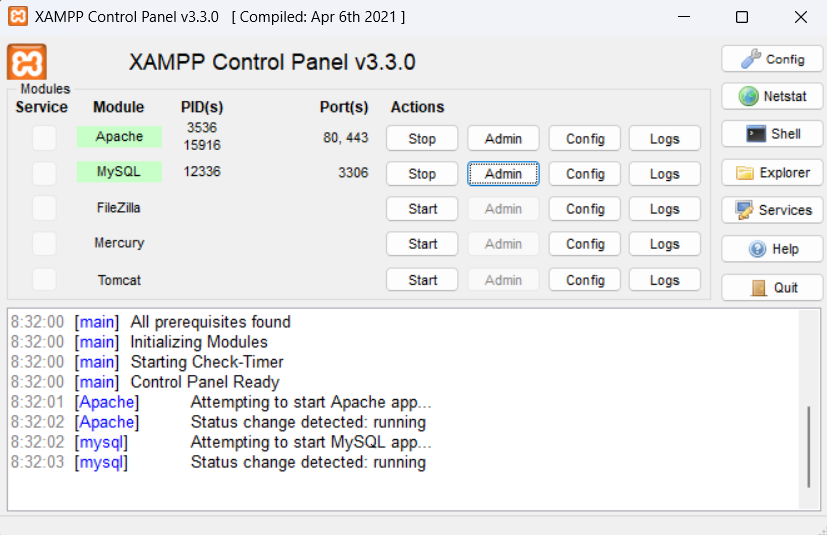 XAMPP Control Panel v3.3.0 [ Compiled: Apr 6th 2021 ]
XAMPP Control Panel v3.3.0
Config
Modules
Service Module PID(s) Port(s) Actions
Netstat
Apache 3536 15916 80, 443 Stop Admin Config Logs
Shell
MySQL 12336 3306 Stop Admin Config Logs
Explorer
FileZilla Start Admin Config Logs
Services
Mercury Start Admin Config Logs
Help
Tomcat Start Admin Config Logs
Quit
8:32:00 [main] All prerequisites found
8:32:00 [main] Initializing Modules
8:32:00 [main] Starting Check-Timer
8:32:00 [main] Control Panel Ready
8:32:01 [Apache] Attempting to start Apache app...
8:32:02 [Apache] Status change detected: running
8:32:02 [mysql] Attempting to start MySQL app...
8:32:03 [mysql] Status change detected: running